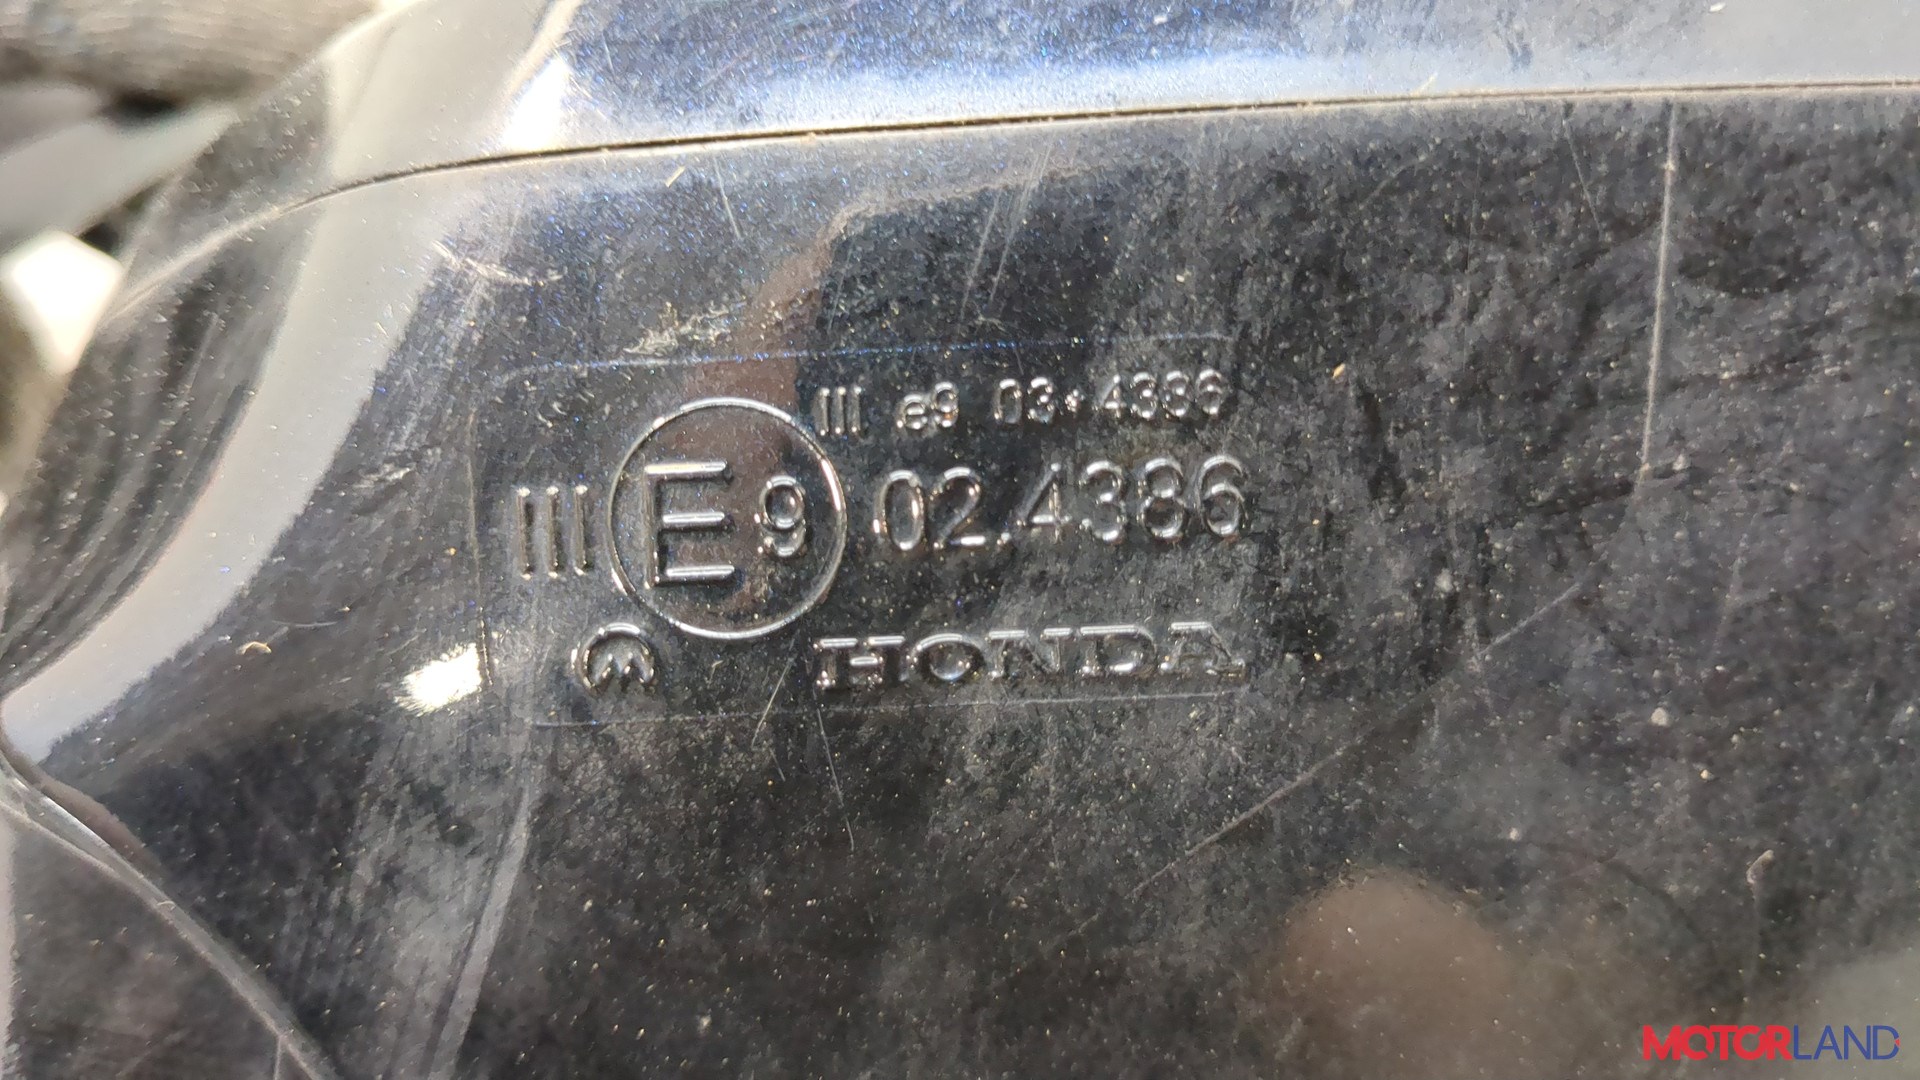 III e9 03*4386
III E9 02.4386
HONDA
MOTORLAND